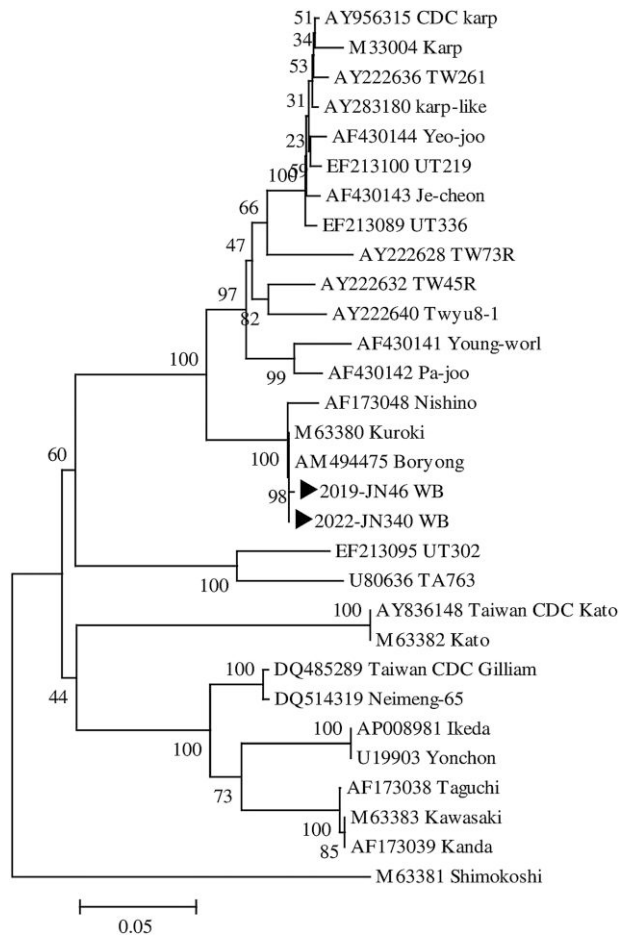 51
AY956315 CDC karp
34
M33004 Karp
53
AY222636 TW261
31
AY283180 karp-like
23
AF430144 Yeo-joo
59
EF213100 UT219
100
AF430143 Je-cheon
66
EF213089 UT336
47
AY222628 TW73R
97
AY222632 TW45R
82
AY222640 Twyu8-1
100
AF430141 Young-worl
99
AF430142 Pa-joo
AF173048 Nishino
M63380 Kuroki
100
AM494475 Boryong
98
2019-JN46 WB
2022-JN340 WB
60
EF213095 UT302
100
U80636 TA763
100
AY836148 Taiwan CDC Kato
M63382 Kato
44
100
DQ485289 Taiwan CDC Gilliam
DQ514319 Neimeng-65
100
100
AP008981 Ikeda
U19903 Yonchon
73
AF173038 Taguchi
100
M63383 Kawasaki
85
AF173039 Kanda
M63381 Shimokoshi
0.05